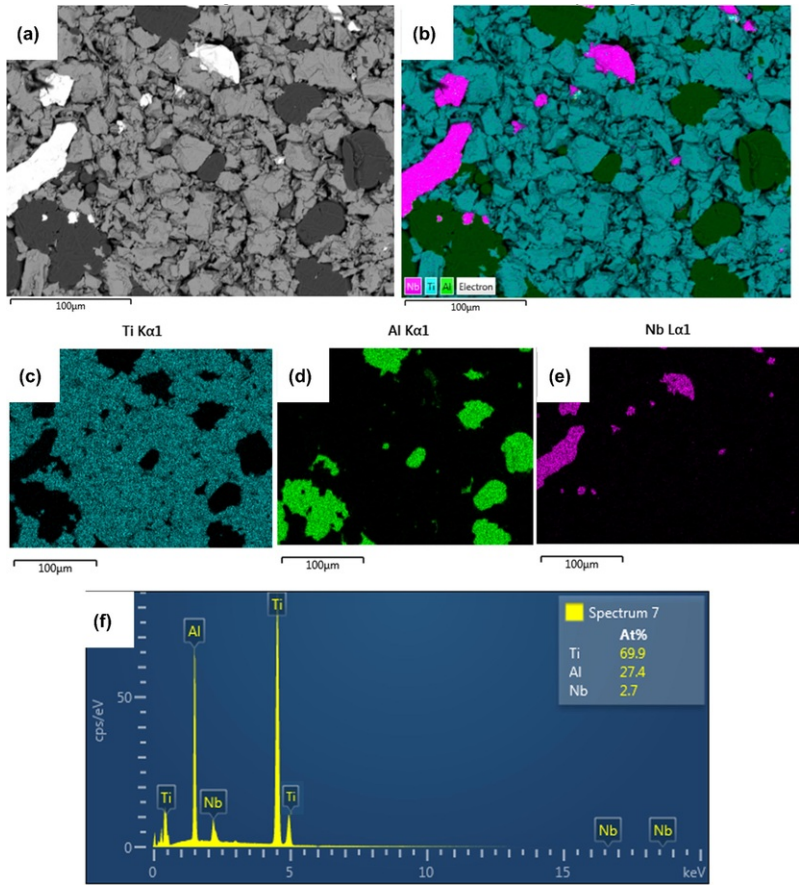 (a)
(b)
100μm
Nb Ti Al Electron
100μm
Ti Kα1
Al Kα1
Nb Lα1
(c)
(d)
(e)
100μm
100μm
100μm
(f)
Ti
Al
Spectrum 7
At%
Ti 69.9
Al 27.4
Nb 2.7
50
cps/eV
Ti
Nb
Ti
Nb
Nb
0
0
5
10
15
keV